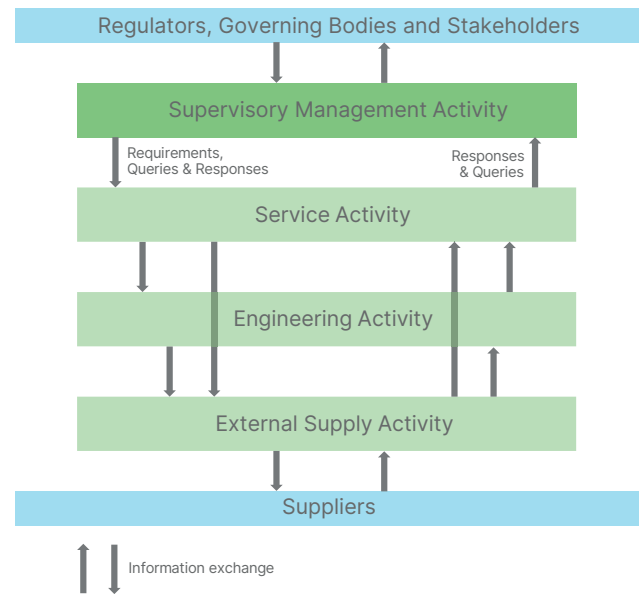 Regulators, Governing Bodies and Stakeholders
Supervisory Management Activity
Requirements,
Queries & Responses
Responses
& Queries
Service Activity
Engineering Activity
External Supply Activity
Suppliers
Information exchange